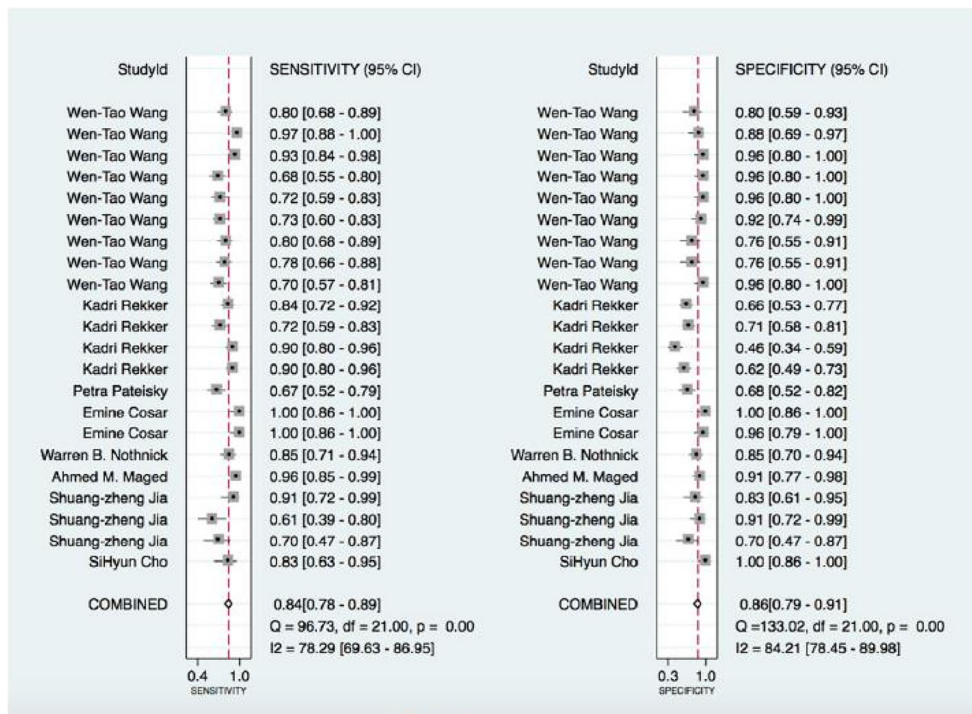 StudyId SENSITIVITY (95% CI)
Wen-Tao Wang 0.80 [0.68 - 0.89]
Wen-Tao Wang 0.97 [0.88 - 1.00]
Wen-Tao Wang 0.93 [0.84 - 0.98]
Wen-Tao Wang 0.68 [0.55 - 0.80]
Wen-Tao Wang 0.72 [0.59 - 0.83]
Wen-Tao Wang 0.73 [0.60 - 0.83]
Wen-Tao Wang 0.80 [0.68 - 0.89]
Wen-Tao Wang 0.78 [0.66 - 0.88]
Wen-Tao Wang 0.70 [0.57 - 0.81]
Kadri Rekker 0.84 [0.72 - 0.92]
Kadri Rekker 0.72 [0.59 - 0.83]
Kadri Rekker 0.90 [0.80 - 0.96]
Kadri Rekker 0.90 [0.80 - 0.96]
Petra Pateisky 0.67 [0.52 - 0.79]
Emine Cosar 1.00 [0.86 - 1.00]
Emine Cosar 1.00 [0.86 - 1.00]
Warren B. Nothnick 0.85 [0.71 - 0.94]
Ahmed M. Maged 0.96 [0.85 - 0.99]
Shuang-zheng Jia 0.91 [0.72 - 0.99]
Shuang-zheng Jia 0.61 [0.39 - 0.80]
Shuang-zheng Jia 0.70 [0.47 - 0.87]
SiHyun Cho 0.83 [0.63 - 0.95]
COMBINED 0.84[0.78 - 0.89]
Q = 96.73, df = 21.00, p = 0.00
I2 = 78.29 [69.63 - 86.95]
0.4 1.0
SENSITIVITY
StudyId SPECIFICITY (95% CI)
Wen-Tao Wang 0.80 [0.59 - 0.93]
Wen-Tao Wang 0.88 [0.69 - 0.97]
Wen-Tao Wang 0.96 [0.80 - 1.00]
Wen-Tao Wang 0.96 [0.80 - 1.00]
Wen-Tao Wang 0.96 [0.80 - 1.00]
Wen-Tao Wang 0.92 [0.74 - 0.99]
Wen-Tao Wang 0.76 [0.55 - 0.91]
Wen-Tao Wang 0.76 [0.55 - 0.91]
Wen-Tao Wang 0.96 [0.80 - 1.00]
Kadri Rekker 0.66 [0.53 - 0.77]
Kadri Rekker 0.71 [0.58 - 0.81]
Kadri Rekker 0.46 [0.34 - 0.59]
Kadri Rekker 0.62 [0.49 - 0.73]
Petra Pateisky 0.68 [0.52 - 0.82]
Emine Cosar 1.00 [0.86 - 1.00]
Emine Cosar 0.96 [0.79 - 1.00]
Warren B. Nothnick 0.85 [0.70 - 0.94]
Ahmed M. Maged 0.91 [0.77 - 0.98]
Shuang-zheng Jia 0.83 [0.61 - 0.95]
Shuang-zheng Jia 0.91 [0.72 - 0.99]
Shuang-zheng Jia 0.70 [0.47 - 0.87]
SiHyun Cho 1.00 [0.86 - 1.00]
COMBINED 0.86[0.79 - 0.91]
Q =133.02, df = 21.00, p = 0.00
I2 = 84.21 [78.45 - 89.98]
0.3 1.0
SPECIFICITY